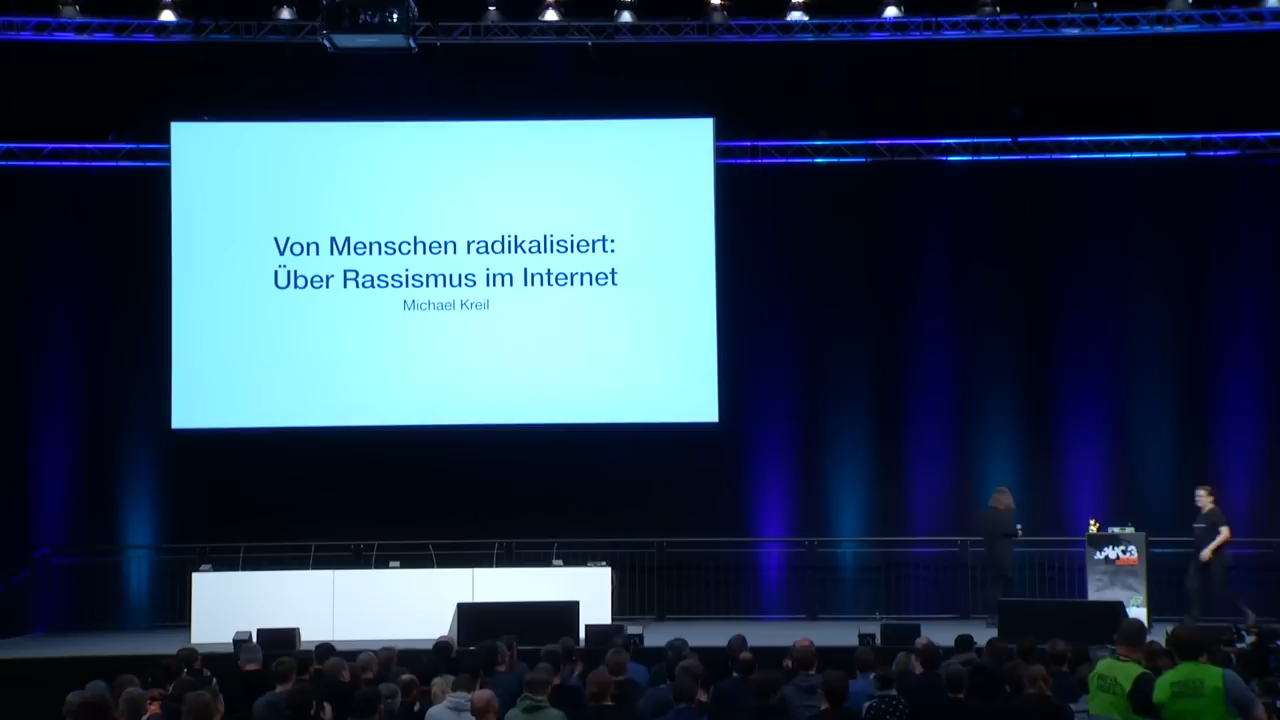 Von Menschen radikalisiert:
Über Rassismus im Internet
Michael Kreil